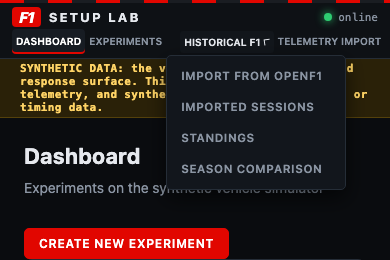 F1 SETUP LAB
online
DASHBOARD EXPERIMENTS HISTORICAL F1 TELEMETRY IMPORT
SYNTHETIC DATA: the v
response surface. Thi
telemetry, and synthe
timing data.
d
or
IMPORT FROM OPENF1
IMPORTED SESSIONS
STANDINGS
SEASON COMPARISON
Dashboard
Experiments on the synthetic vehicle simulator
CREATE NEW EXPERIMENT